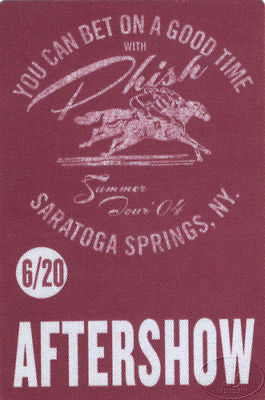 YOU CAN BET ON A GOOD TIME
WITH
Phish
Summer
Tour '04
SARATOGA SPRINGS, NY.
6/20
AFTERSHOW